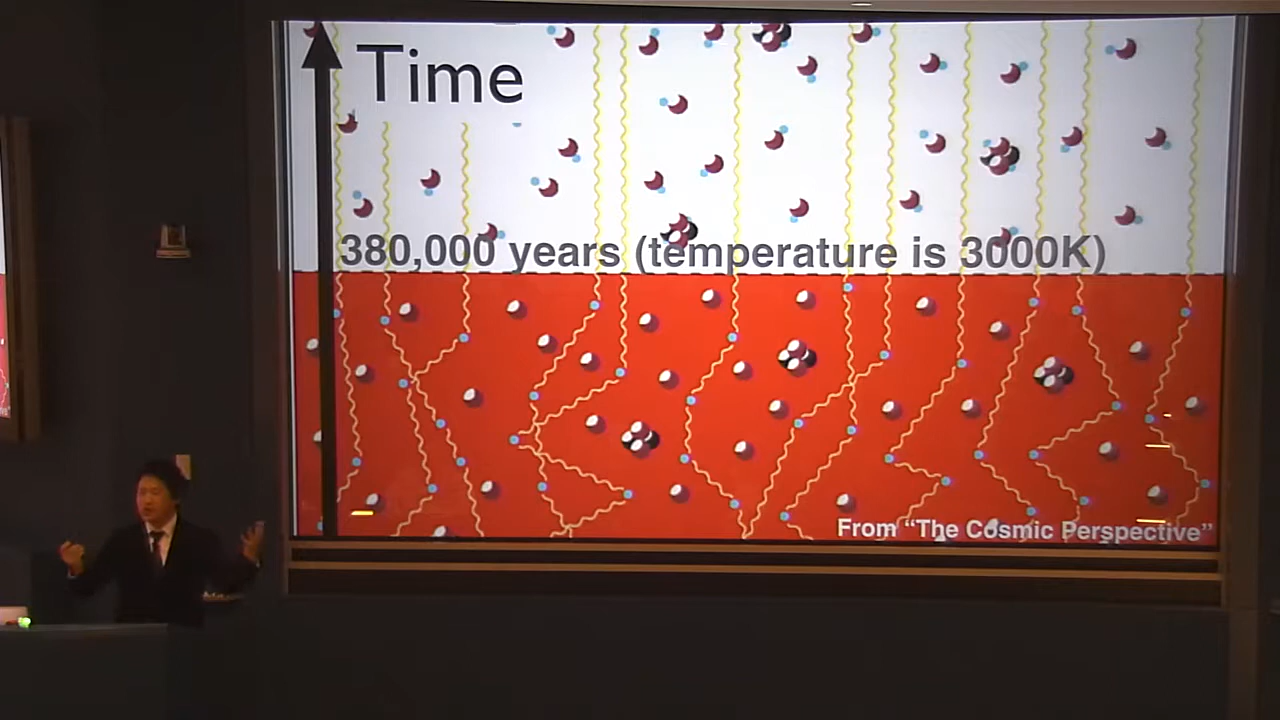 Time
380,000 years (temperature is 3000K)
From “The Cosmic Perspective”